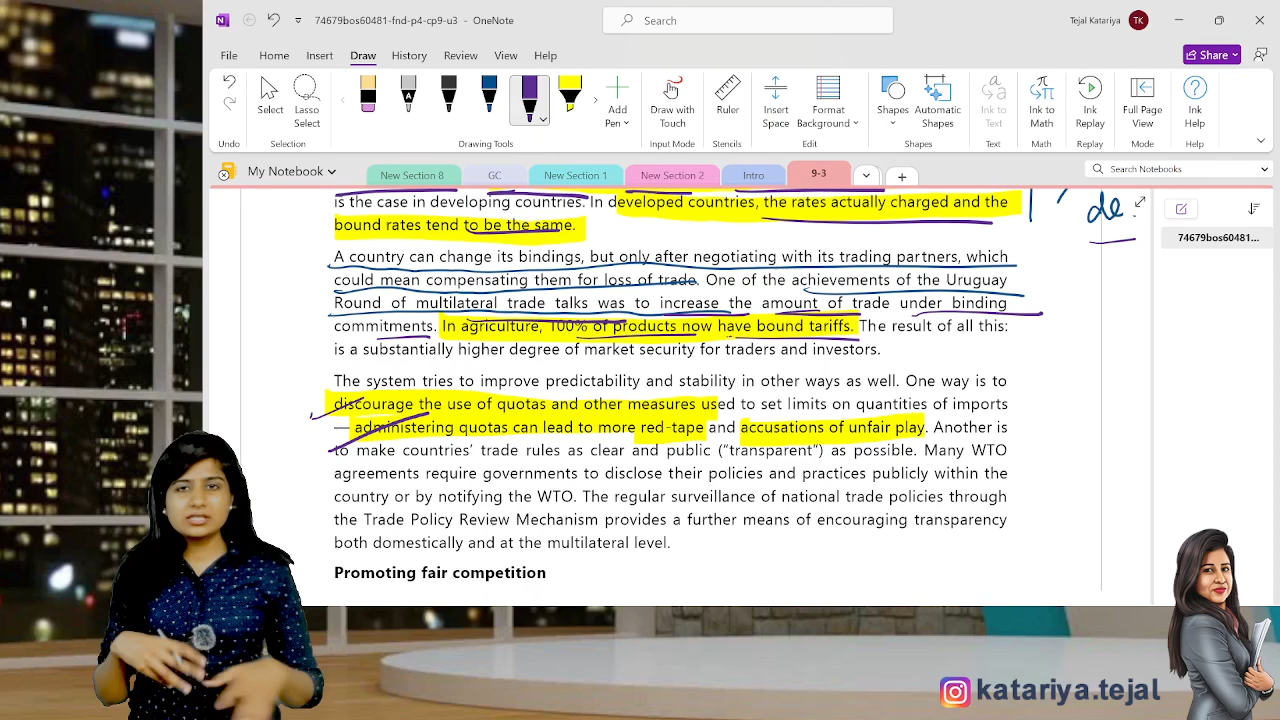 74679bos60481-fnd-p4-cp9-u3 - OneNote
Search
Tejal Katariya
TK
File Home Insert Draw History Review View Help
Share
Select
Lasso Select
Add Pen
Draw with Touch
Ruler
Insert Space
Format Background
Shapes
Automatic Shapes
Ink to Text
Ink to Math
Ink Replay
Full Page View
Ink Help
Undo
Selection
Drawing Tools
Input Mode
Stencils
Edit
Shapes
Text
Math
Replay
Mode
Help
My Notebook
New Section 8
GC
New Section 1
New Section 2
Intro
9-3
Search Notebooks
74679bos60481...
de
is the case in developing countries. In developed countries, the rates actually charged and the
bound rates tend to be the same.
A country can change its bindings, but only after negotiating with its trading partners, which
could mean compensating them for loss of trade. One of the achievements of the Uruguay
Round of multilateral trade talks was to increase the amount of trade under binding
commitments. In agriculture, 100% of products now have bound tariffs. The result of all this:
is a substantially higher degree of market security for traders and investors.
The system tries to improve predictability and stability in other ways as well. One way is to
discourage the use of quotas and other measures used to set limits on quantities of imports
— administering quotas can lead to more red-tape and accusations of unfair play. Another is
to make countries’ trade rules as clear and public (“transparent”) as possible. Many WTO
agreements require governments to disclose their policies and practices publicly within the
country or by notifying the WTO. The regular surveillance of national trade policies through
the Trade Policy Review Mechanism provides a further means of encouraging transparency
both domestically and at the multilateral level.
Promoting fair competition
katariya.tejal